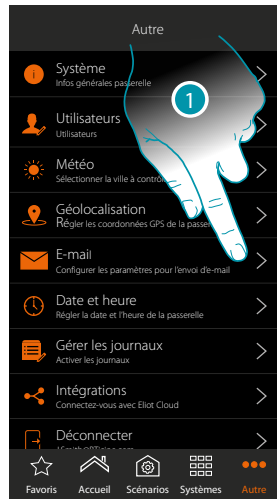 Autre
1
Système
Infos générales passerelle
Utilisateurs
Utilisateurs
Météo
Sélectionner la ville à contrôl
Géolocalisation
Régler les coordonnées GPS de la passer
E-mail
Configurer les paramètres pour l'envoi d'e-mail
Date et heure
Régler la date et l'heure de la passerelle
Gérer les journaux
Activer les journaux
Intégrations
Connectez-vous avec Eliot Cloud
Déconnecter
Favoris Accueil Scénarios Systèmes Autre